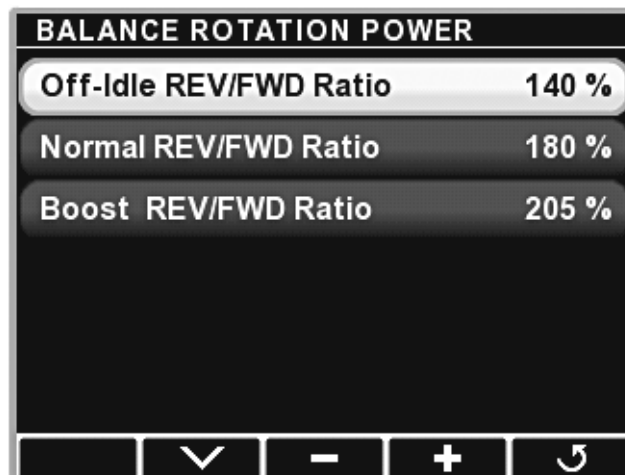 BALANCE ROTATION POWER
Off-Idle REV/FWD Ratio 140 %
Normal REV/FWD Ratio 180 %
Boost REV/FWD Ratio 205 %